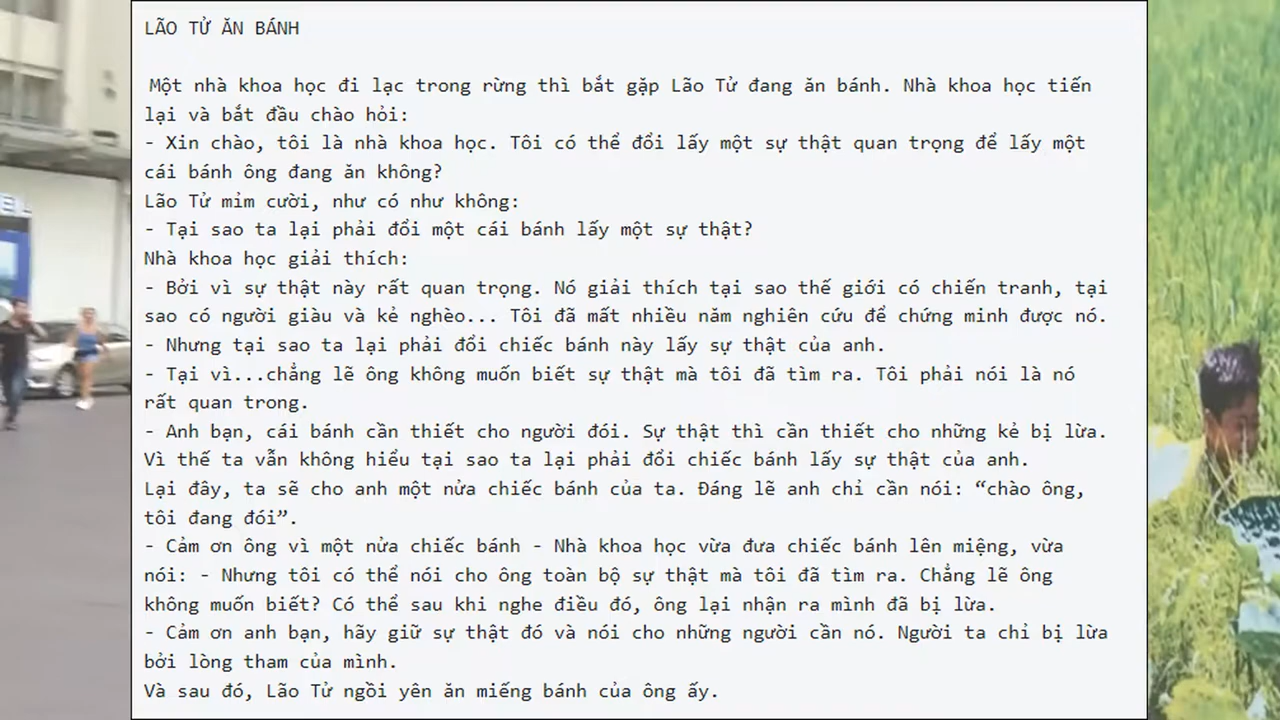 LÃO TỬ ĂN BÁNH
Một nhà khoa học đi lạc trong rừng thì bắt gặp Lão Tử đang ăn bánh. Nhà khoa học tiến
lại và bắt đầu chào hỏi:
- Xin chào, tôi là nhà khoa học. Tôi có thể đổi lấy một sự thật quan trọng để lấy một
cái bánh ông đang ăn không?
Lão Tử mỉm cười, như có như không:
- Tại sao ta lại phải đổi một cái bánh lấy một sự thật?
Nhà khoa học giải thích:
- Bởi vì sự thật này rất quan trọng. Nó giải thích tại sao thế giới có chiến tranh, tại
sao có người giàu và kẻ nghèo... Tôi đã mất nhiều năm nghiên cứu để chứng minh được nó.
- Nhưng tại sao ta lại phải đổi chiếc bánh này lấy sự thật của anh.
- Tại vì...chẳng lẽ ông không muốn biết sự thật mà tôi đã tìm ra. Tôi phải nói là nó
rất quan trong.
- Anh bạn, cái bánh cần thiết cho người đói. Sự thật thì cần thiết cho những kẻ bị lừa.
Vì thế ta vẫn không hiểu tại sao ta lại phải đổi chiếc bánh lấy sự thật của anh.
Lại đây, ta sẽ cho anh một nửa chiếc bánh của ta. Đáng lẽ anh chỉ cần nói: “chào ông,
tôi đang đói”.
- Cảm ơn ông vì một nửa chiếc bánh - Nhà khoa học vừa đưa chiếc bánh lên miệng, vừa
nói: - Nhưng tôi có thể nói cho ông toàn bộ sự thật mà tôi đã tìm ra. Chẳng lẽ ông
không muốn biết? Có thể sau khi nghe điều đó, ông lại nhận ra mình đã bị lừa.
- Cảm ơn anh bạn, hãy giữ sự thật đó và nói cho những người cần nó. Người ta chỉ bị lừa
bởi lòng tham của mình.
Và sau đó, Lão Tử ngồi yên ăn miếng bánh của ông ấy.